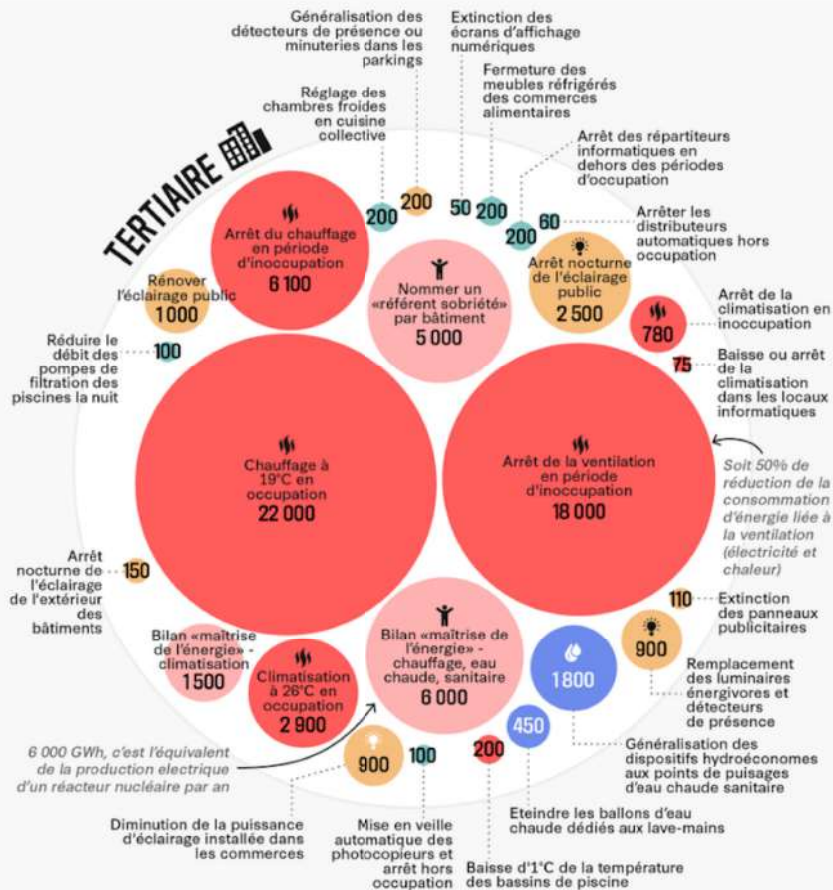 Généralisation des
détecteurs de présence ou
minuteries dans les
parkings
Extinction des
écrans d'affichage
numériques
Réglage des
chambres froides
en cuisine
collective
Fermeture des
meubles réfrigérés
des commerces
alimentaires
Arrêt des répartiteurs
informatiques en
dehors des périodes
d'occupation
TERTIAIRE
200
200
50
200
200
60
Arrêter les
distributeurs
automatiques hors
occupation
Arrêt du chauffage
en période
d'inoccupation
6 100
Nommer un
«référent sobriété»
par bâtiment
5 000
Arrêt nocturne
de l'éclairage
public
2 500
Rénover
l'éclairage public
1 000
780
Arrêt de la
climatisation en
inoccupation
Réduire le
débit des
pompes de
filtration des
piscines la nuit
100
75
Baisse ou arrêt
de la
climatisation
dans les locaux
informatiques
Chauffage à
19°C en
occupation
22 000
Arrêt de la ventilation
en période
d'inoccupation
18 000
Soit 50% de
réduction de la
consommation
d'énergie liée à
la ventilation
(électricité et
chaleur)
Arrêt
nocturne de
l'éclairage
de l'extérieur
des
bâtiments
150
110
Extinction
des panneaux
publicitaires
Bilan «maîtrise
de l'énergie» -
climatisation
1 500
Climatisation
à 26°C en
occupation
2 900
Bilan «maîtrise de
l'énergie» -
chauffage, eau
chaude, sanitaire
6 000
1 800
900
Remplacement
des luminaires
énergivores et
détecteurs
de présence
6 000 GWh, c'est l'équivalent
de la production electrique
d'un réacteur nucléaire par an
900
100
200
450
Généralisation des
dispositifs hydroéconomes
aux points de puisages
d'eau chaude sanitaire
Diminution de la puissance
d'éclairage installée dans
les commerces
Mise en veille
automatique des
photocopieurs et
arrêt hors
occupation
Eteindre les ballons d'eau
chaude dédiés aux lave-mains
Baisse d'1°C de la température
des bassins de piscine